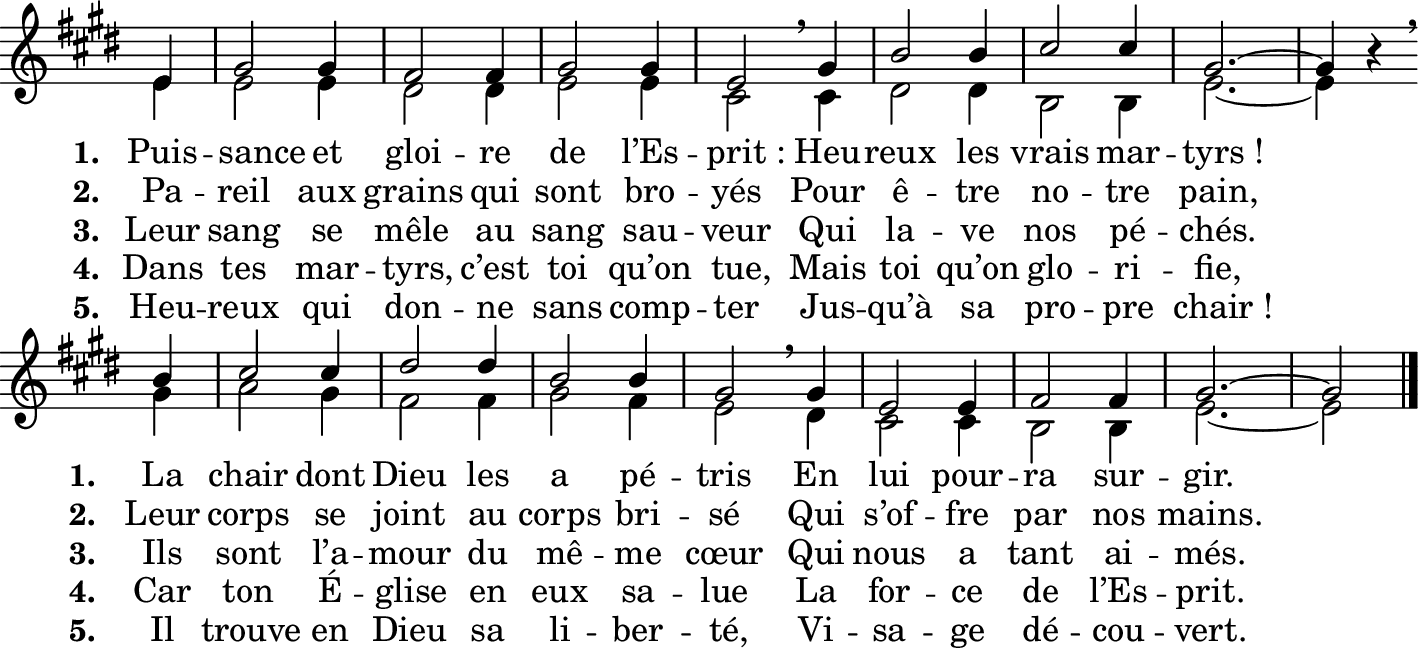 1. Puis -- sance et gloi -- re de l’Es -- prit : Heu -- reux les vrais mar -- tyrs !
2. Pa -- reil aux grains qui sont bro -- yés Pour ê -- tre no -- tre pain,
3. Leur sang se mêle au sang sau -- veur Qui la -- ve nos pé -- chés.
4. Dans tes mar -- tyrs, c’est toi qu’on tue, Mais toi qu’on glo -- ri -- fie,
5. Heu -- reux qui don -- ne sans comp -- ter Jus -- qu’à sa pro -- pre chair !
1. La chair dont Dieu les a pé -- tris En lui pour -- ra sur -- gir.
2. Leur corps se joint au corps bri -- sé Qui s’of -- fre par nos mains.
3. Ils sont l’a -- mour du mê -- me cœur Qui nous a tant ai -- més.
4. Car ton É -- glise en eux sa -- lue La for -- ce de l’Es -- prit.
5. Il trouve en Dieu sa li -- ber -- té, Vi -- sa -- ge dé -- cou -- vert.